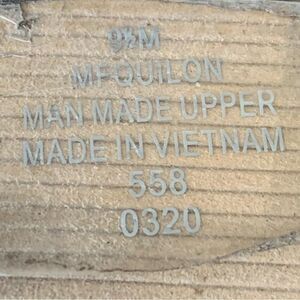 9½M
MFQUILON
MAN MADE UPPER
MADE IN VIETNAM
558
0320